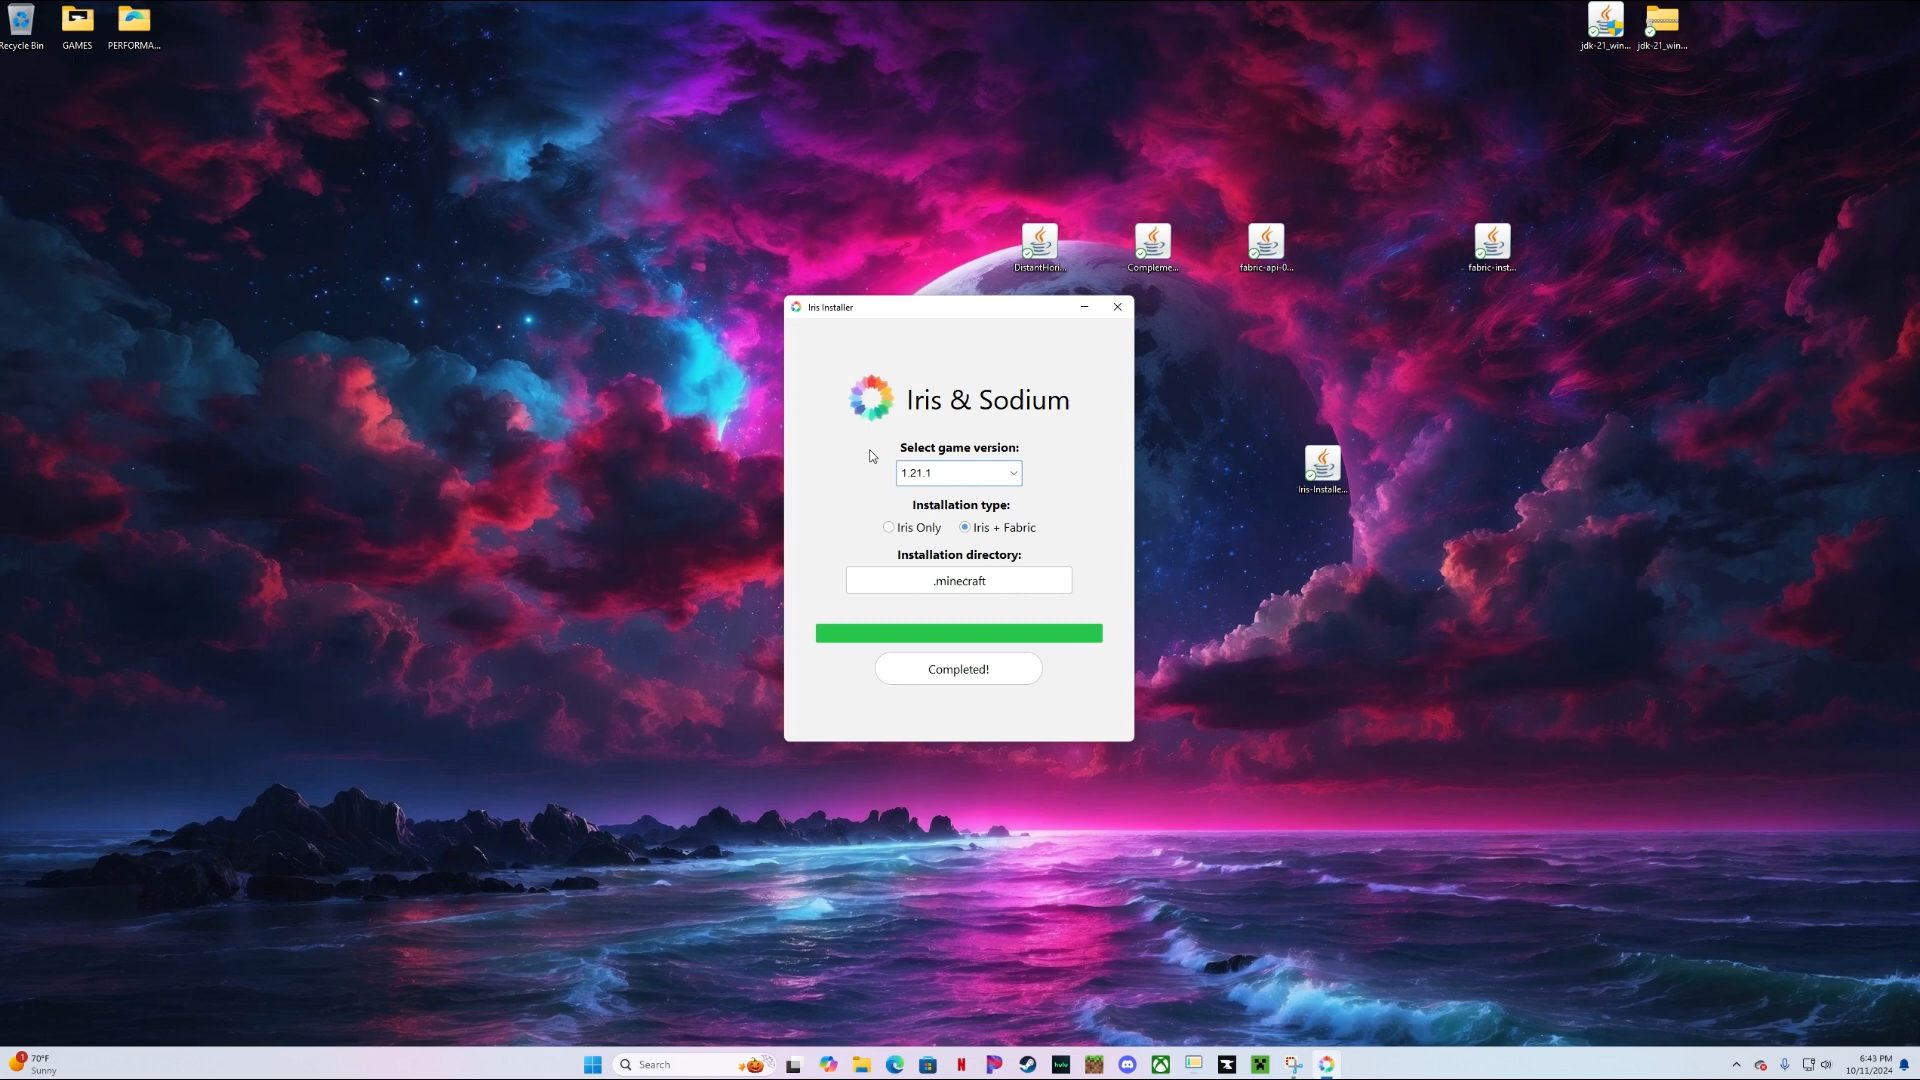 Recycle Bin
GAMES
PERFORMA...
jdk-21_win...
jdk-21_win...
DistantHori...
Compleme...
fabric-api-0...
fabric-inst...
Iris Installer
Iris & Sodium
Select game version:
1.21.1
Installation type:
Iris Only
Iris + Fabric
Installation directory:
.minecraft
Completed!
Iris-Installe...
1
70°F
Sunny
Search
hulu
6:43 PM
10/11/2024